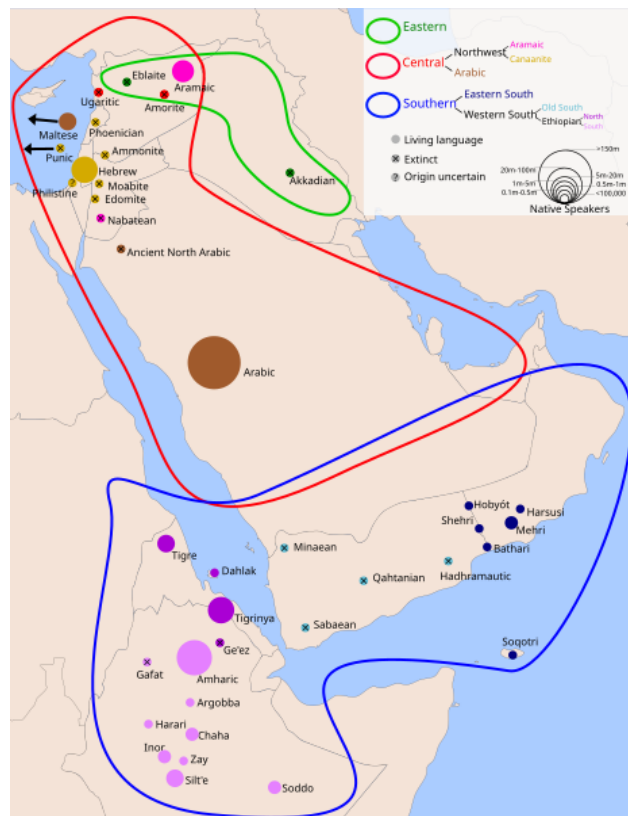 Eastern
Central
Northwest
Aramaic
Canaanite
Arabic
Southern
Eastern South
Western South
Old South
Ethiopian
North
South
Living language
Extinct
Origin uncertain
>150m
20m-100m
5m-20m
1m-5m
0.5m-1m
0.1m-0.5m
<100,000
Native Speakers
Eblaite
Aramaic
Ugaritic
Amorite
Maltese
Phoenician
Punic
Ammonite
Hebrew
Akkadian
Philistine
Moabite
Edomite
Nabatean
Ancient North Arabic
Arabic
Hobyót
Harsusi
Shehri
Mehri
Bathari
Minaean
Tigre
Hadhramautic
Dahlak
Qahtanian
Tigrinya
Sabaean
Ge'ez
Soqotri
Gafat
Amharic
Argobba
Harari
Chaha
Inor
Zay
Silt'e
Soddo